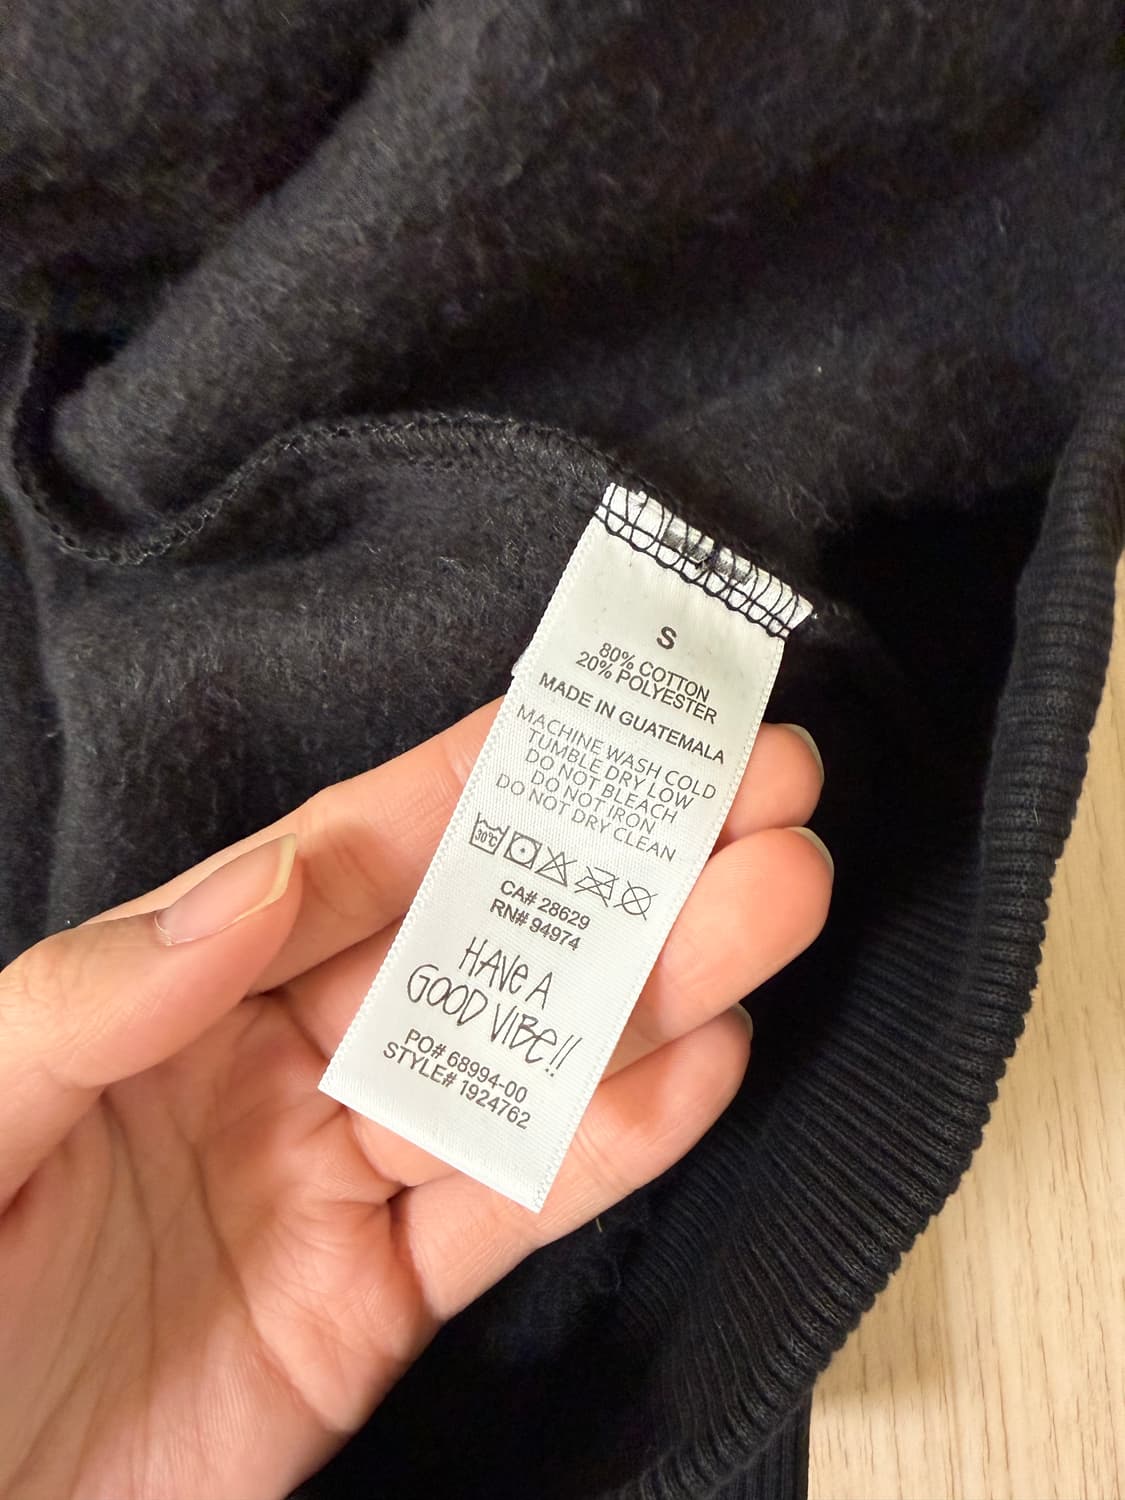 S
80% COTTON
20% POLYESTER
MADE IN GUATEMALA
MACHINE WASH COLD
TUMBLE DRY LOW
DO NOT BLEACH
DO NOT IRON
DO NOT DRY CLEAN
30°C
CA# 28629
RN# 94974
HAVE A
GOOD VIBE!!
PO# 68994-00
STYLE# 1924762